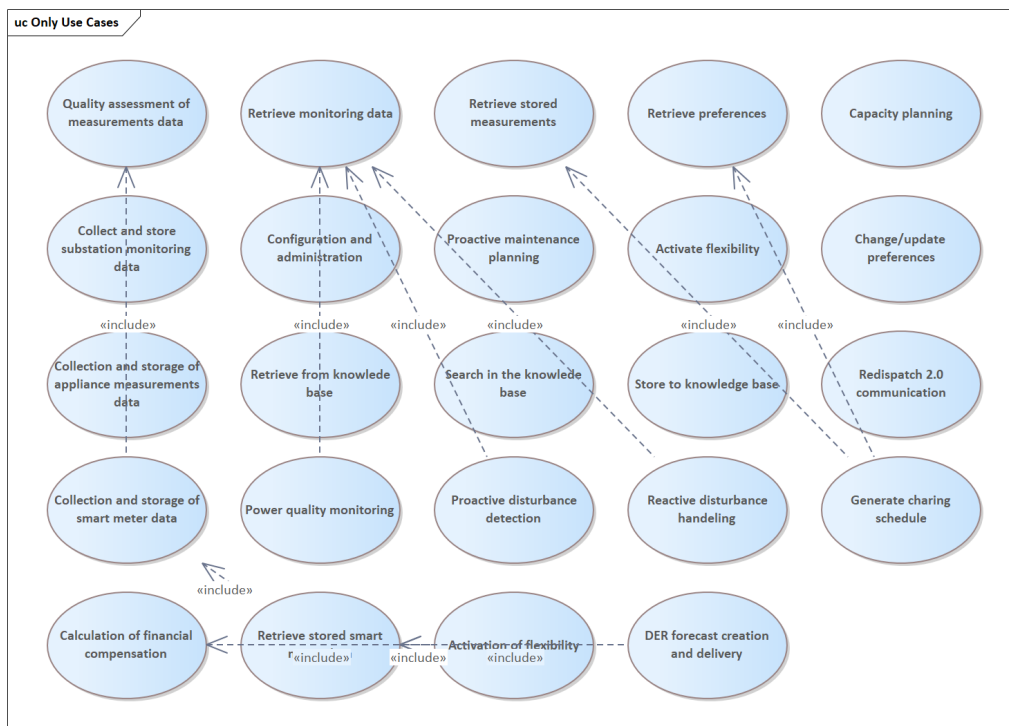 uc Only Use Cases
Quality assessment of
measurements data
Retrieve monitoring data
Retrieve stored
measurements
Retrieve preferences
Capacity planning
Collect and store
substation monitoring
data
Configuration and
administration
Proactive maintenance
planning
Activate flexibility
Change/update
preferences
«include»
«include»
«include»
«include»
«include»
«include»
Collection and storage of
appliance measurements
data
Retrieve from knowlede
base
Search in the knowlede
base
Store to knowledge base
Redispatch 2.0
communication
Collection and storage of
smart meter data
Power quality monitoring
Proactive disturbance
detection
Reactive disturbance
handeling
Generate charing
schedule
«include»
Calculation of financial
compensation
Retrieve stored smart
Activation of flexibility
DER forecast creation
and delivery
«include»
«include»
«include»